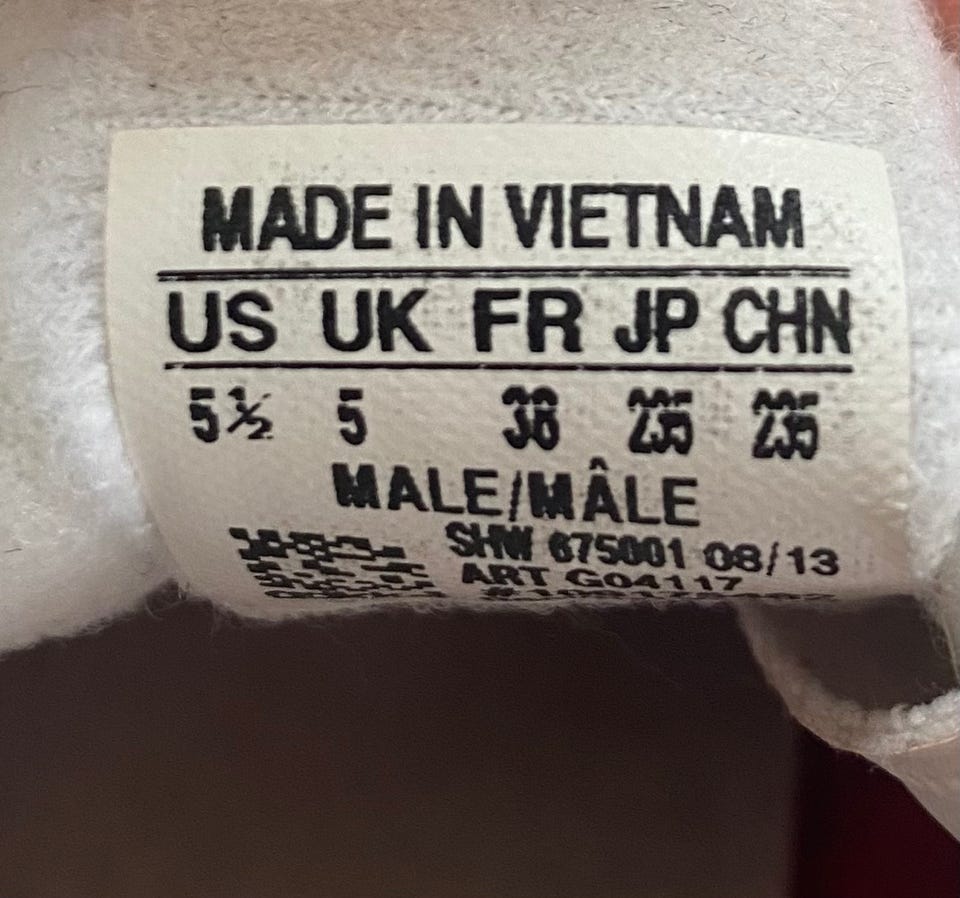 MADE IN VIETNAM
US UK FR JP CHN
5½ 5 38 235 235
MALE/MÂLE
SHW 675001 08/13
ART G04117